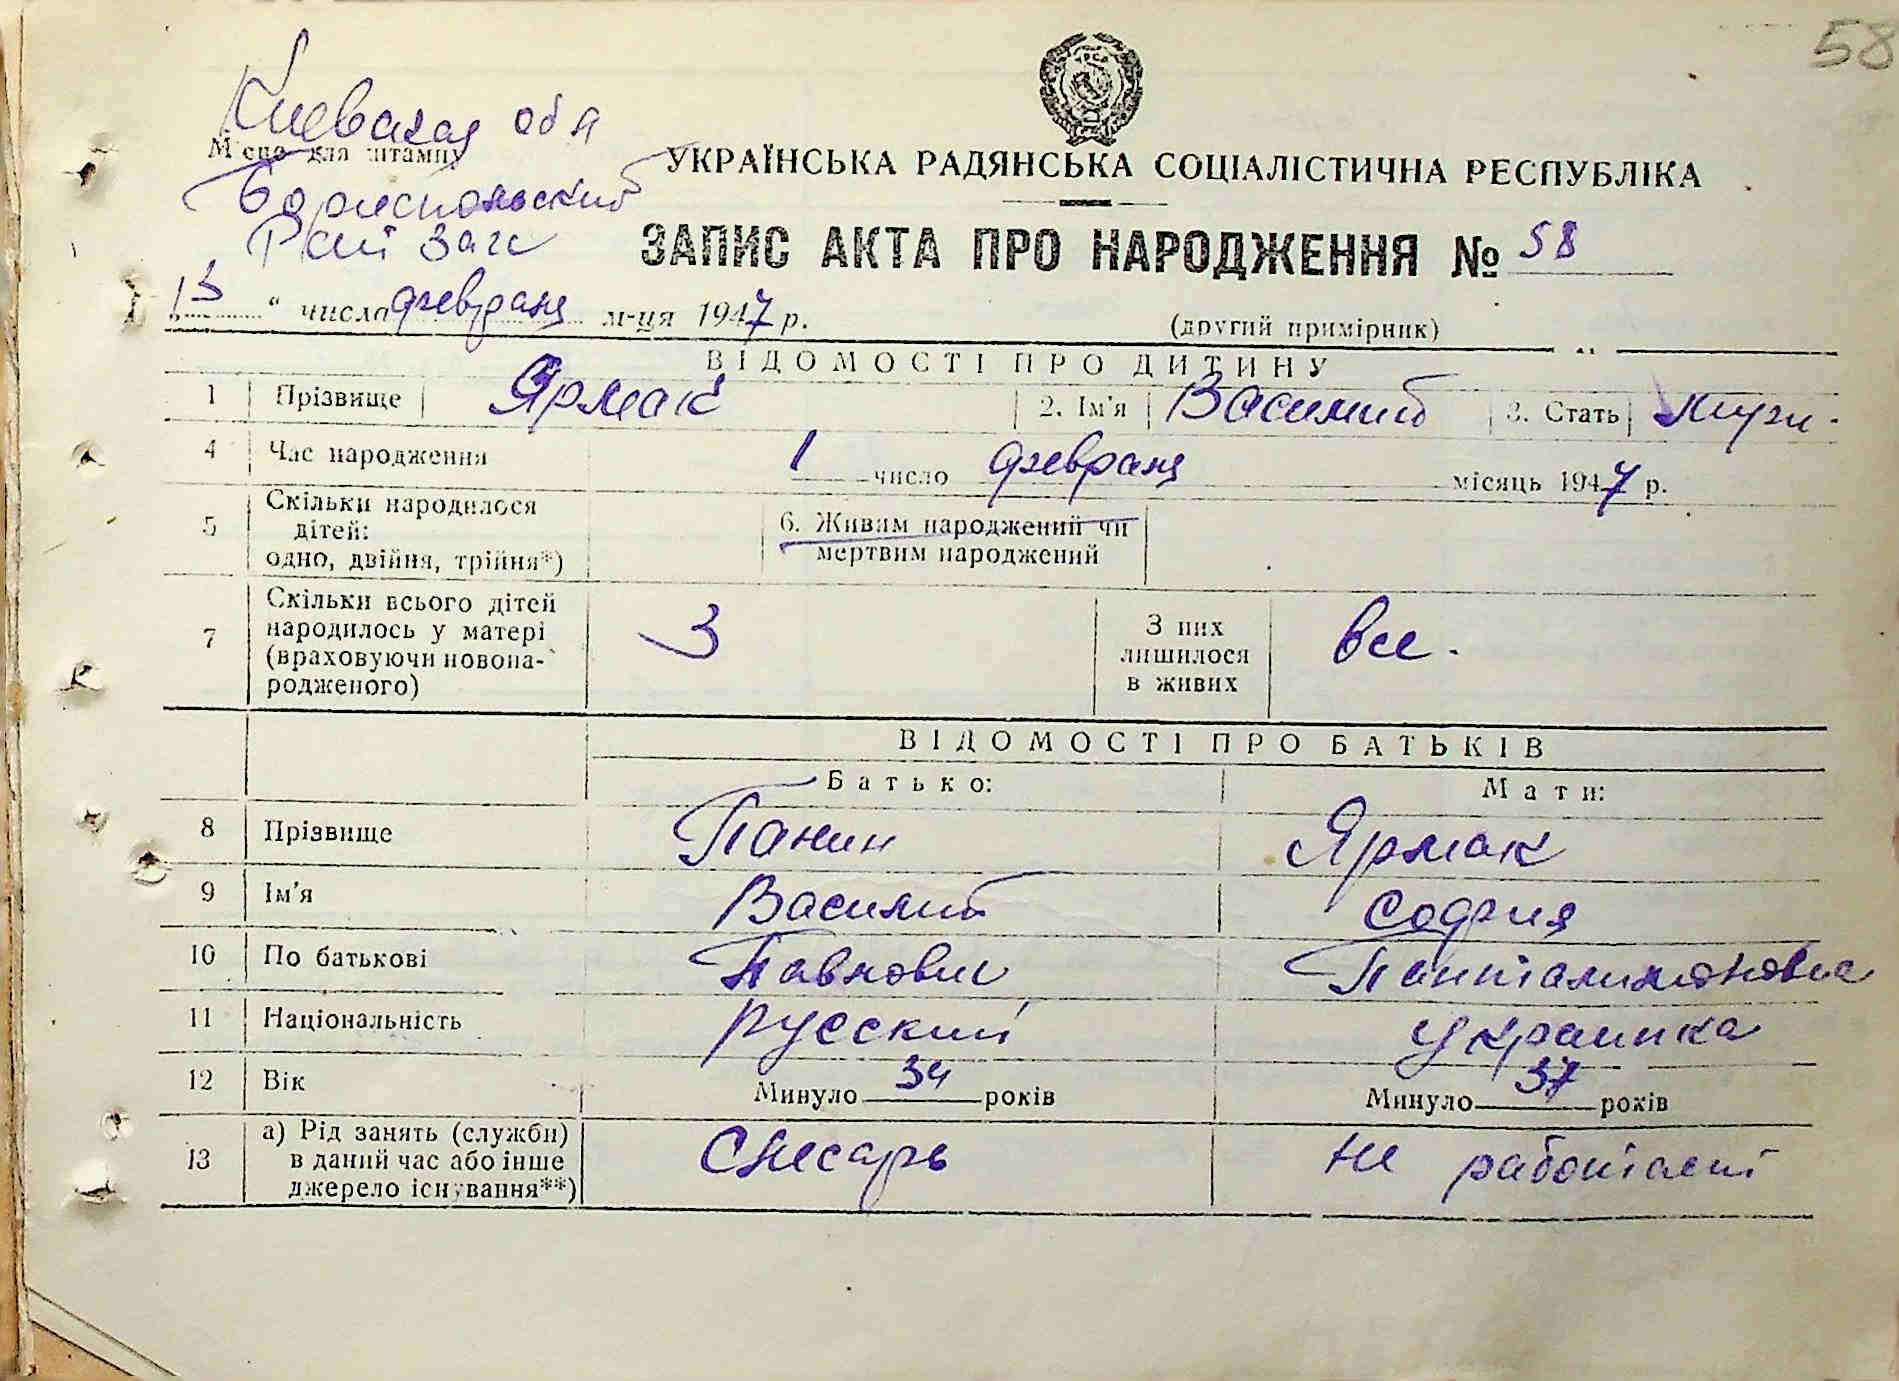 58
Киевская обл
Місце для штампу
Бориспольский
Рай Загс
УКРАЇНСЬКА РАДЯНСЬКА СОЦІАЛІСТИЧНА РЕСПУБЛІКА
ЗАПИС АКТА ПРО НАРОДЖЕННЯ № 58
„13“ числа февраля м-ця 1947 р.
(другий примірник)
ВІДОМОСТІ ПРО ДИТИНУ
1 Прізвище Ярмак 2. Ім'я Василий 3. Стать Муж.
4 Час народження 1 число февраля місяць 1947 р.
5 Скільки народилося дітей: одно, двійня, трійня*) 6. Живим народжений чи мертвим народжений
7 Скільки всього дітей народилось у матері (враховуючи новонародженого) 3 З них лишилося в живих все.
ВІДОМОСТІ ПРО БАТЬКІВ
Батько: Мати:
8 Прізвище Панин Ярмак
9 Ім'я Василий София
10 По батькові Павлович Панталимоновна
11 Національність русский украинка
12 Вік Минуло 34 років Минуло 37 років
13 а) Рід занять (служби) в даний час або інше джерело існування**) Слесарь не работает